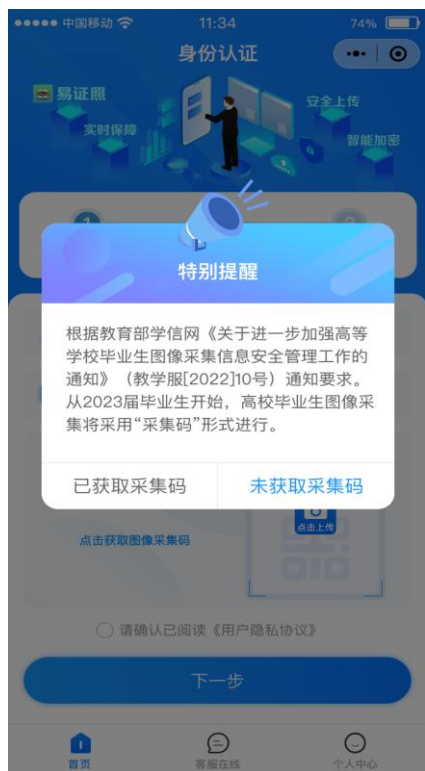 中国移动 11:34 74%
身份认证
易证照
安全上传
实时保障
智能加密
特别提醒
根据教育部学信网《关于进一步加强高等
学校毕业生图像采集信息安全管理工作的
通知》（教学服[2022]10号）通知要求。
从2023届毕业生开始，高校毕业生图像采
集将采用“采集码”形式进行。
已获取采集码 未获取采集码
点击上传
点击获取图像采集码
请确认已阅读《用户隐私协议》
下一步
首页 客服在线 个人中心